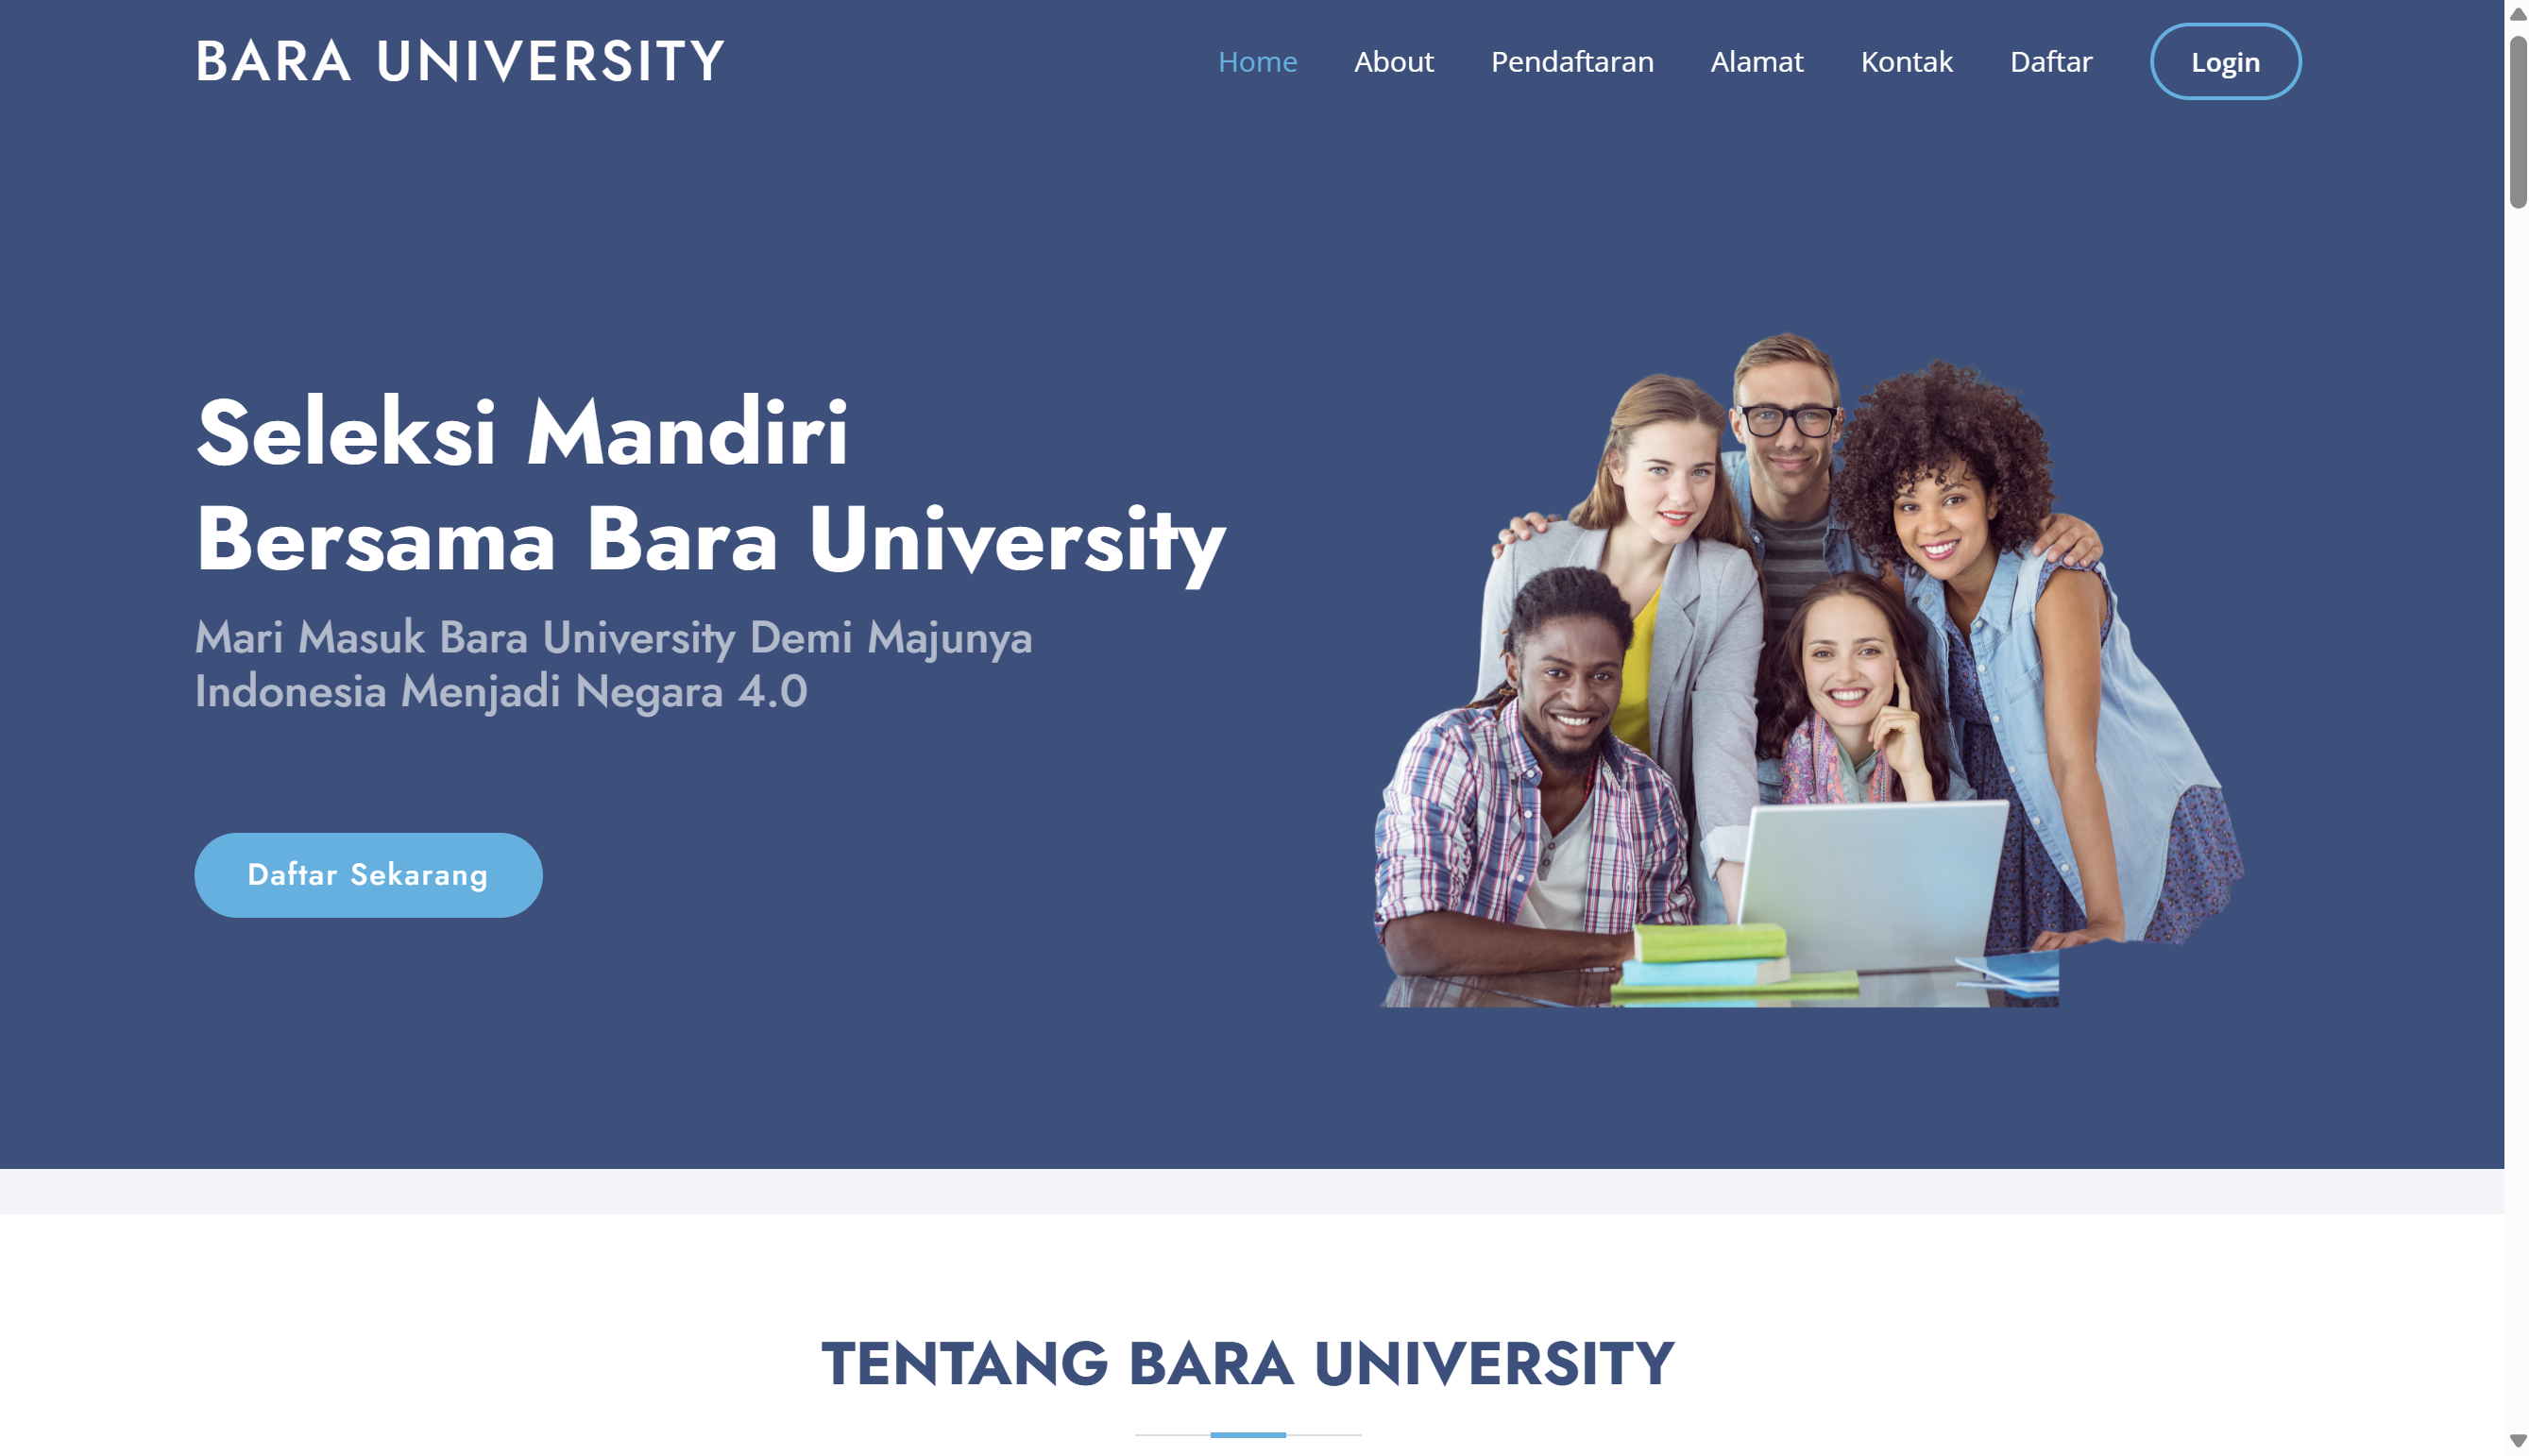 BARA UNIVERSITY
Home About Pendaftaran Alamat Kontak Daftar Login
Seleksi Mandiri
Bersama Bara University
Mari Masuk Bara University Demi Majunya
Indonesia Menjadi Negara 4.0
Daftar Sekarang
TENTANG BARA UNIVERSITY